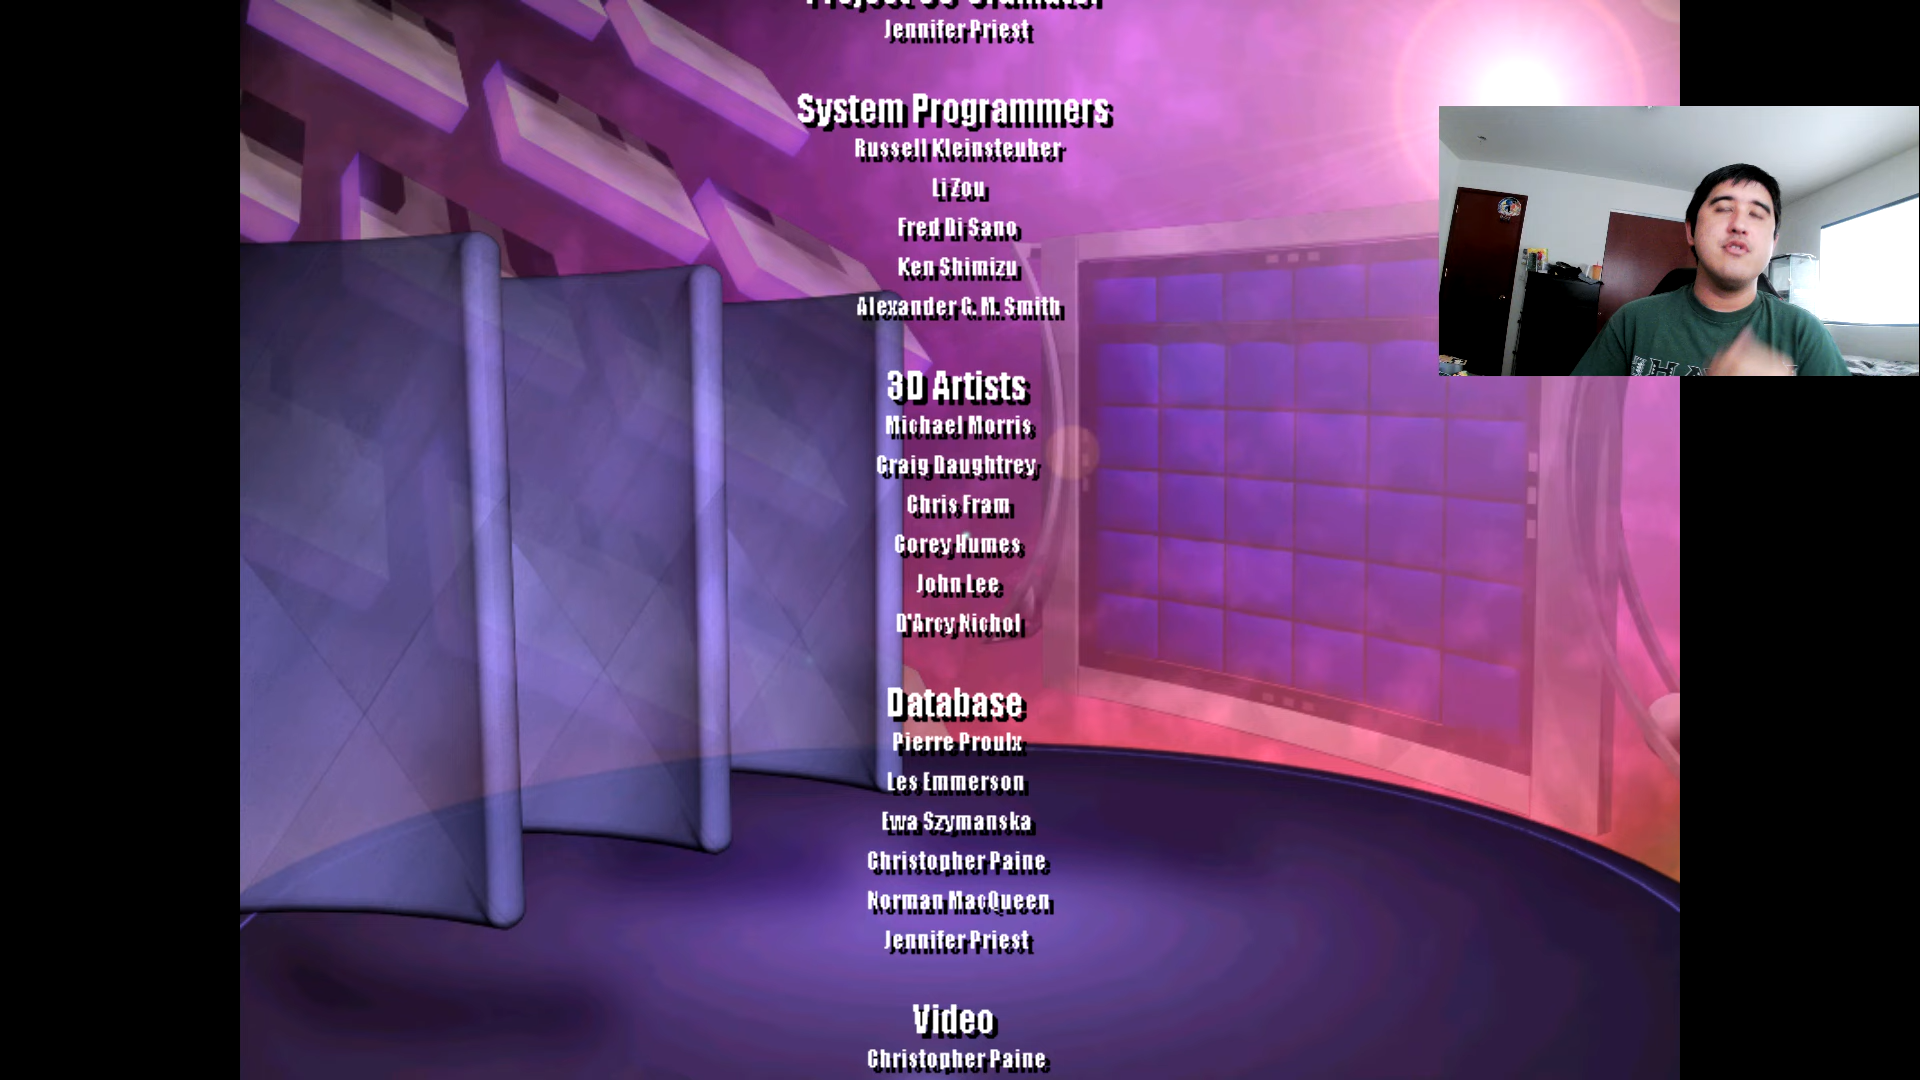 Jennifer Priest
System Programmers
Russell Kleinsteuber
Li Zou
Fred Di Sano
Ken Shimizu
Alexander G. M. Smith
3D Artists
Michael Morris
Craig Daughtrey
Chris Fram
Corey Humes
John Lee
D'Arcy Nichol
Database
Pierre Proulx
Les Emmerson
Ewa Szymanska
Christopher Paine
Norman MacQueen
Jennifer Priest
Video
Christopher Paine